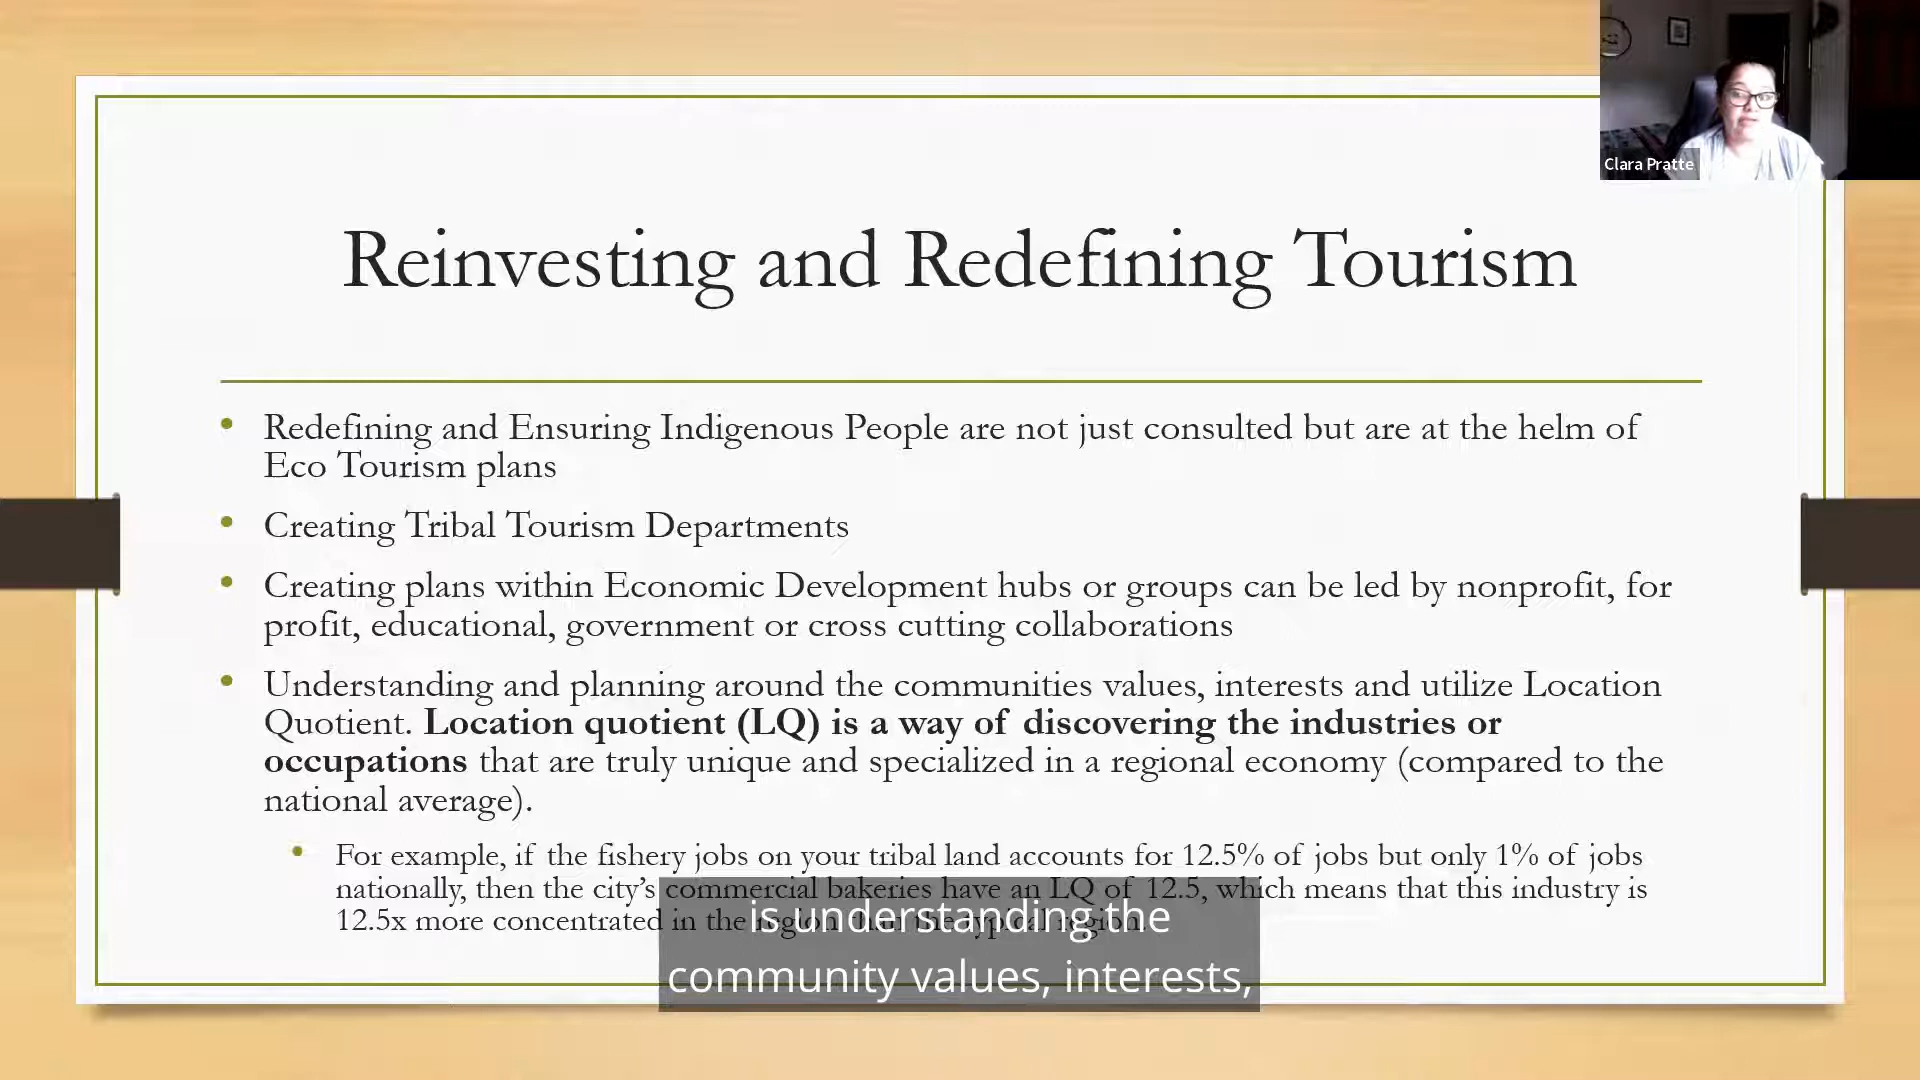 Clara Pratte
Reinvesting and Redefining Tourism
• Redefining and Ensuring Indigenous People are not just consulted but are at the helm of
Eco Tourism plans
• Creating Tribal Tourism Departments
• Creating plans within Economic Development hubs or groups can be led by nonprofit, for
profit, educational, government or cross cutting collaborations
• Understanding and planning around the communities values, interests and utilize Location
Quotient. Location quotient (LQ) is a way of discovering the industries or
occupations that are truly unique and specialized in a regional economy (compared to the
national average).
• For example, if the fishery jobs on your tribal land accounts for 12.5% of jobs but only 1% of jobs
nationally, then the city's commercial bakeries have an LQ of 12.5, which means that this industry is
12.5x more concentrated in the region than the typical region.
is understanding the
community values, interests,